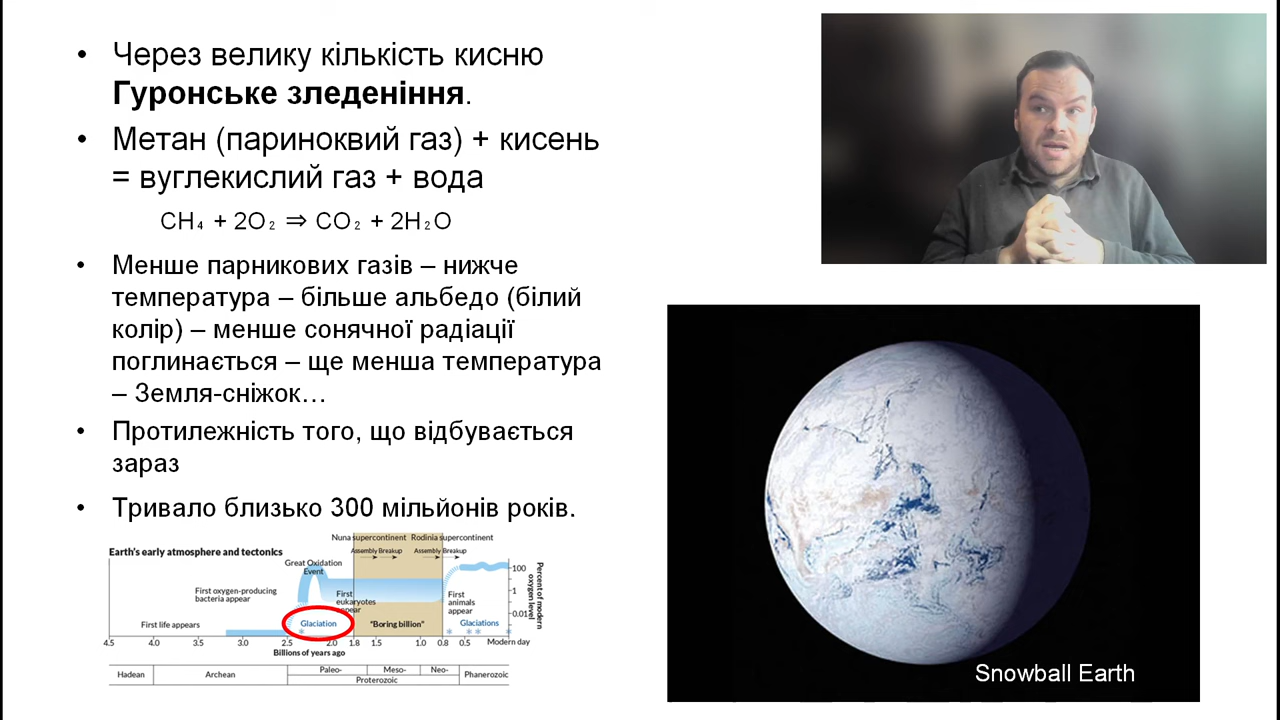 Через велику кількість кисню
Гуронське зледеніння.
Метан (париноквий газ) + кисень
= вуглекислий газ + вода
CH₄ + 2O₂ ⇒ CO₂ + 2H₂O
Менше парникових газів – нижче
температура – більше альбедо (білий
колір) – менше сонячної радіації
поглинається – ще менша температура
– Земля-сніжок…
Протилежність того, що відбувається
зараз
Тривало близько 300 мільйонів років.
Earth's early atmosphere and tectonics
Nuna supercontinent
Rodinia supercontinent
Assembly Breakup
Assembly Breakup
Great Oxidation
Event
First oxygen-producing
bacteria appear
First
eukaryotes
appear
First
animals
appear
First life appears
Glaciation
"Boring billion"
Glaciations
100
1
0.01
Percent of modern
oxygen level
4.5 4.0 3.5 3.0 2.5 2.0 1.8 1.5 1.0 0.8 0.5 Modern day
Billions of years ago
Hadean
Archean
Paleo-
Meso-
Neo-
Proterozoic
Phanerozoic
Snowball Earth